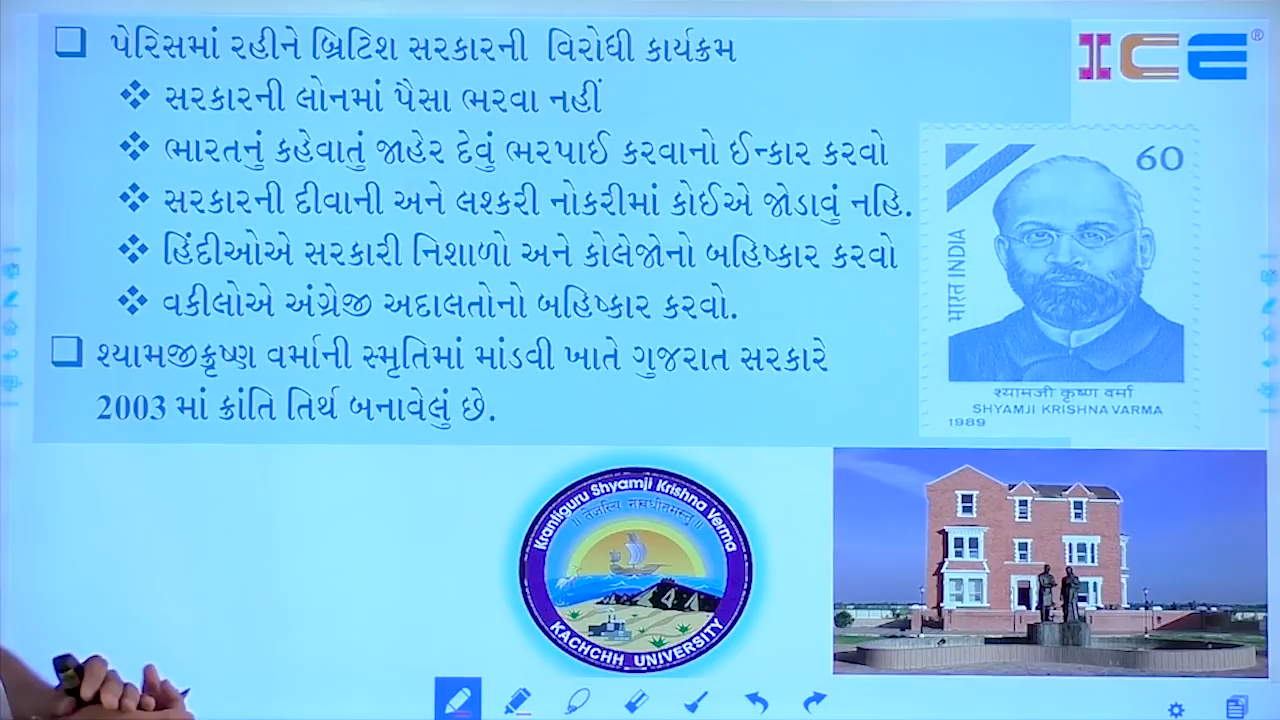 પેરિસમાં રહીને બ્રિટિશ સરકારની વિરોધી કાર્યક્રમ
ICE®
સરકારની લોનમાં પૈસા ભરવા નહીં
ભારતનું કહેવાતું જાહેર દેવું ભરપાઈ કરવાનો ઈન્કાર કરવો
સરકારની દીવાની અને લશ્કરી નોકરીમાં કોઈએ જોડાવું નહિ.
હિંદીઓએ સરકારી નિશાળો અને કોલેજોનો બહિષ્કાર કરવો
વકીલોએ અંગ્રેજી અદાલતોનો બહિષ્કાર કરવો.
શ્યામજીકૃષ્ણ વર્માની સ્મૃતિમાં માંડવી ખાતે ગુજરાત સરકારે
2003 માં ક્રાંતિ તિર્થ બનાવેલું છે.
60
भारत INDIA
श्यामजी कृष्ण वर्मा
SHYAMJI KRISHNA VARMA
1989
Krantiguru Shyamji Krishna Verma
KACHCHH UNIVERSITY